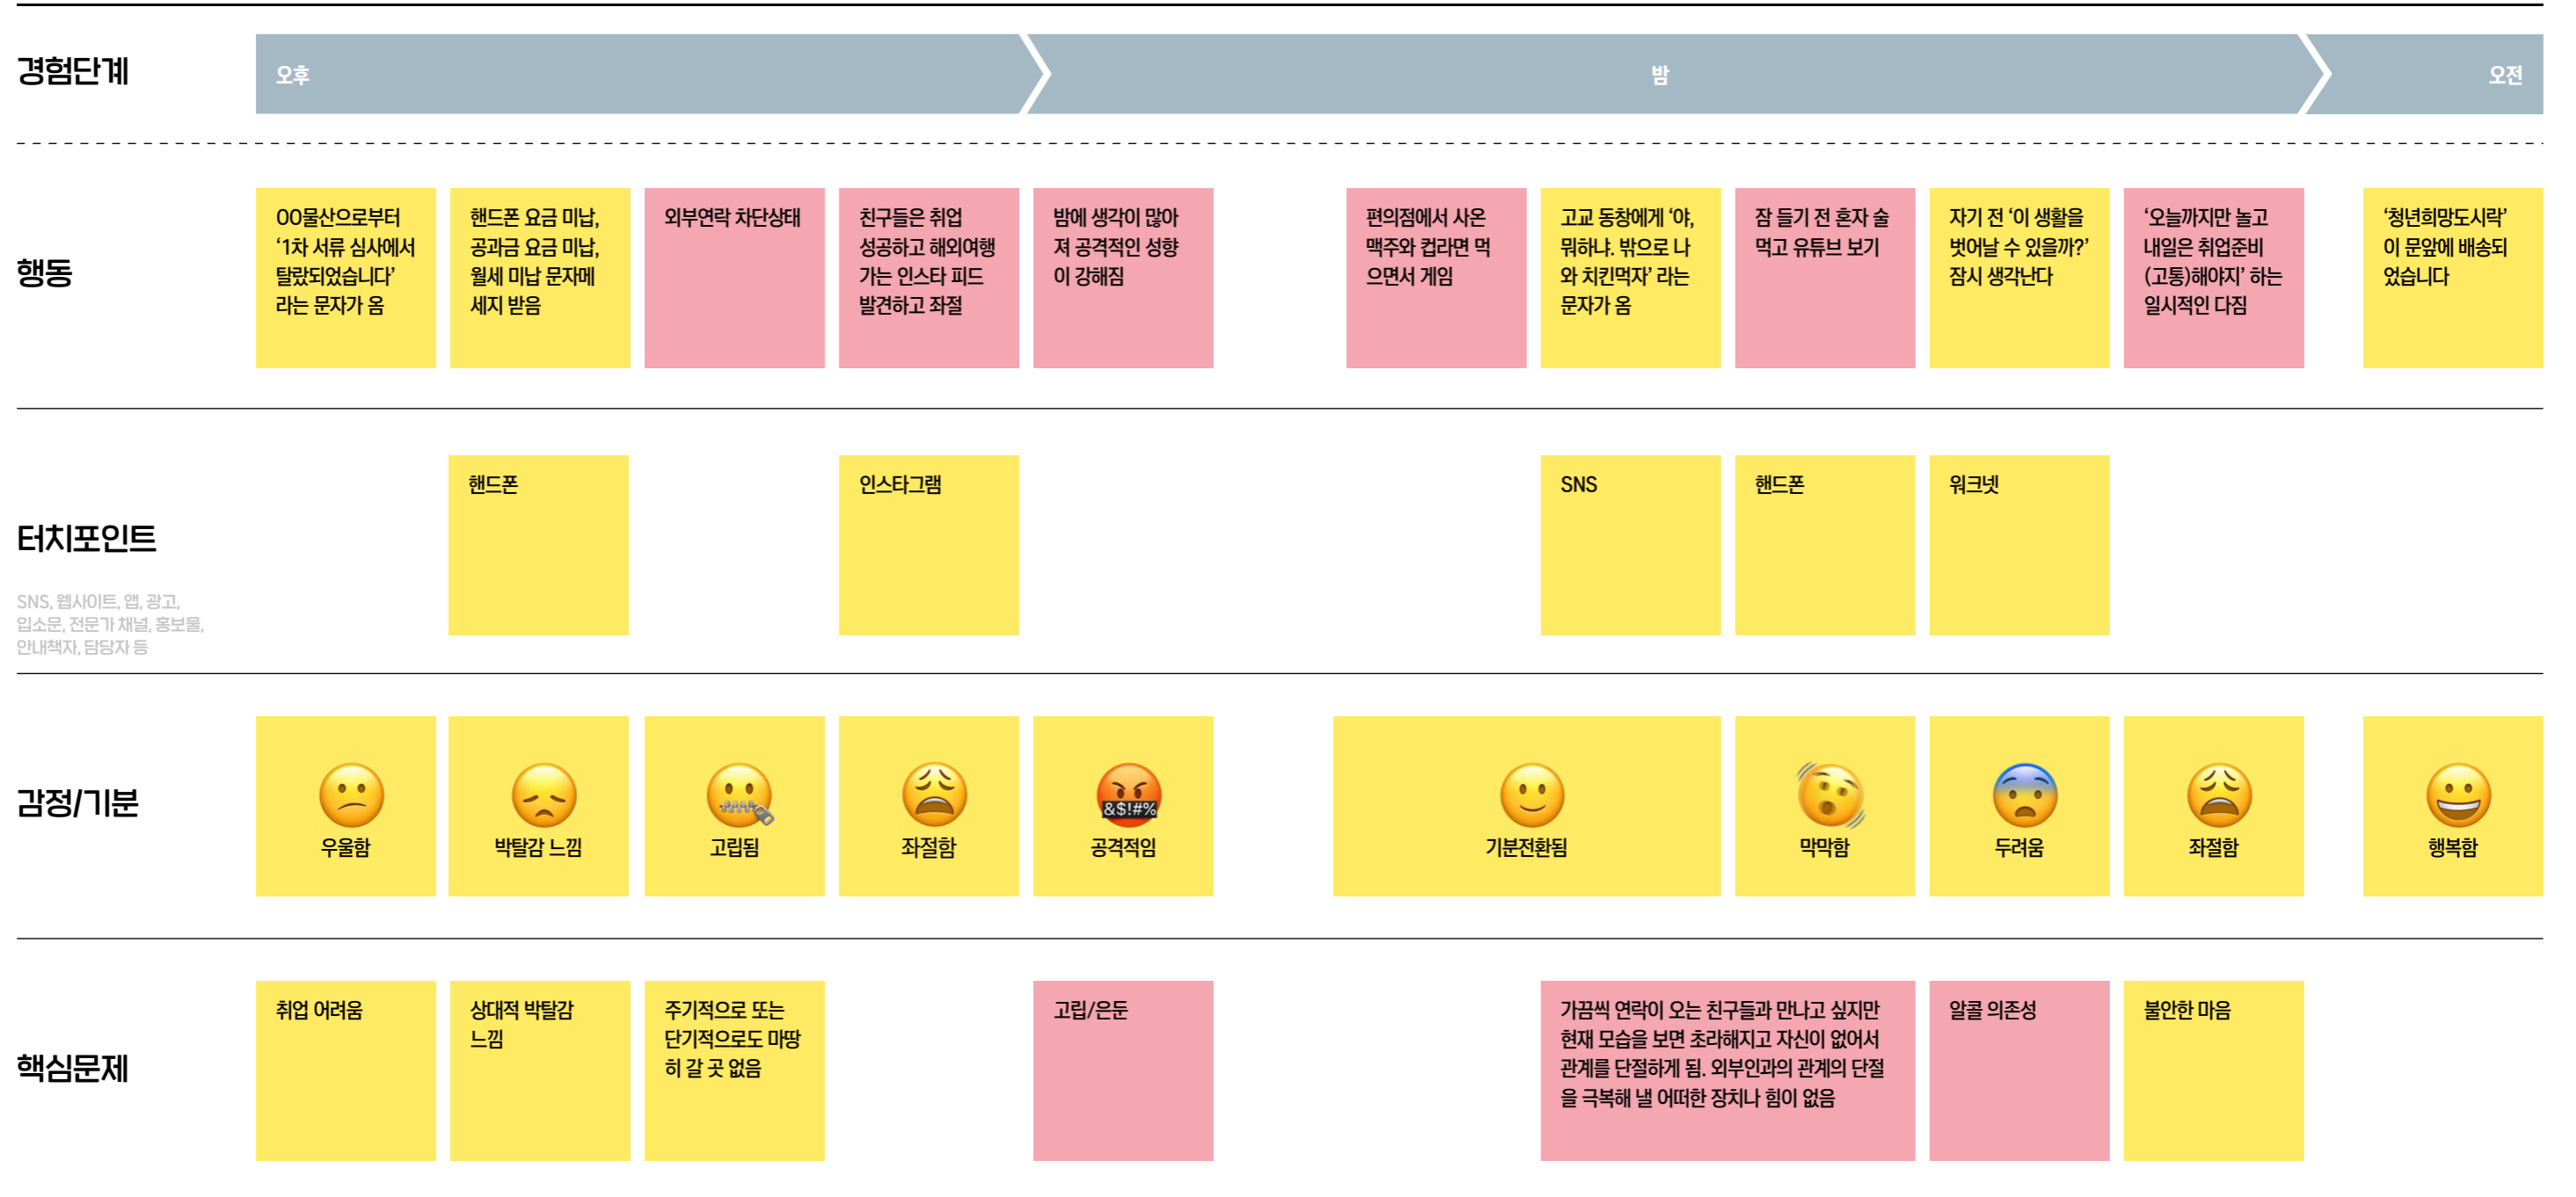 경험단계
오후
밤
오전
행동
OO물산으로부터
‘1차 서류 심사에서
탈랐되었습니다’
라는 문자가 옴
핸드폰 요금 미납,
공과금 요금 미납,
월세 미납 문자메
세지 받음
외부연락 차단상태
친구들은 취업
성공하고 해외여행
가는 인스타 피드
발견하고 좌절
밤에 생각이 많아
져 공격적인 성향
이 강해짐
편의점에서 사온
맥주와 컵라면 먹
으면서 게임
고교 동창에게 ‘야,
뭐하냐. 밖으로 나
와 치킨먹자’ 라는
문자가 옴
잠 들기 전 혼자 술
먹고 유튜브 보기
자기 전 ‘이 생활을
벗어날 수 있을까?’
잠시 생각난다
‘오늘까지만 놀고
내일은 취업준비
(고통)해야지’ 하는
일시적인 다짐
‘청년희망도시락’
이 문앞에 배송되
었습니다
터치포인트
SNS, 웹사이트, 앱, 광고,
입소문, 전문가 채널, 홍보물,
안내책자, 담당자 등
핸드폰
인스타그램
SNS
핸드폰
워크넷
감정/기분
우울함
박탈감 느낌
고립됨
좌절함
&$!#%
공격적임
기분전환됨
막막함
두려움
좌절함
행복함
핵심문제
취업 어려움
상대적 박탈감
느낌
주기적으로 또는
단기적으로도 마땅
히 갈 곳 없음
고립/은둔
가끔씩 연락이 오는 친구들과 만나고 싶지만
현재 모습을 보면 초라해지고 자신이 없어서
관계를 단절하게 됨. 외부인과의 관계의 단절
을 극복해 낼 어떠한 장치나 힘이 없음
알콜 의존성
불안한 마음